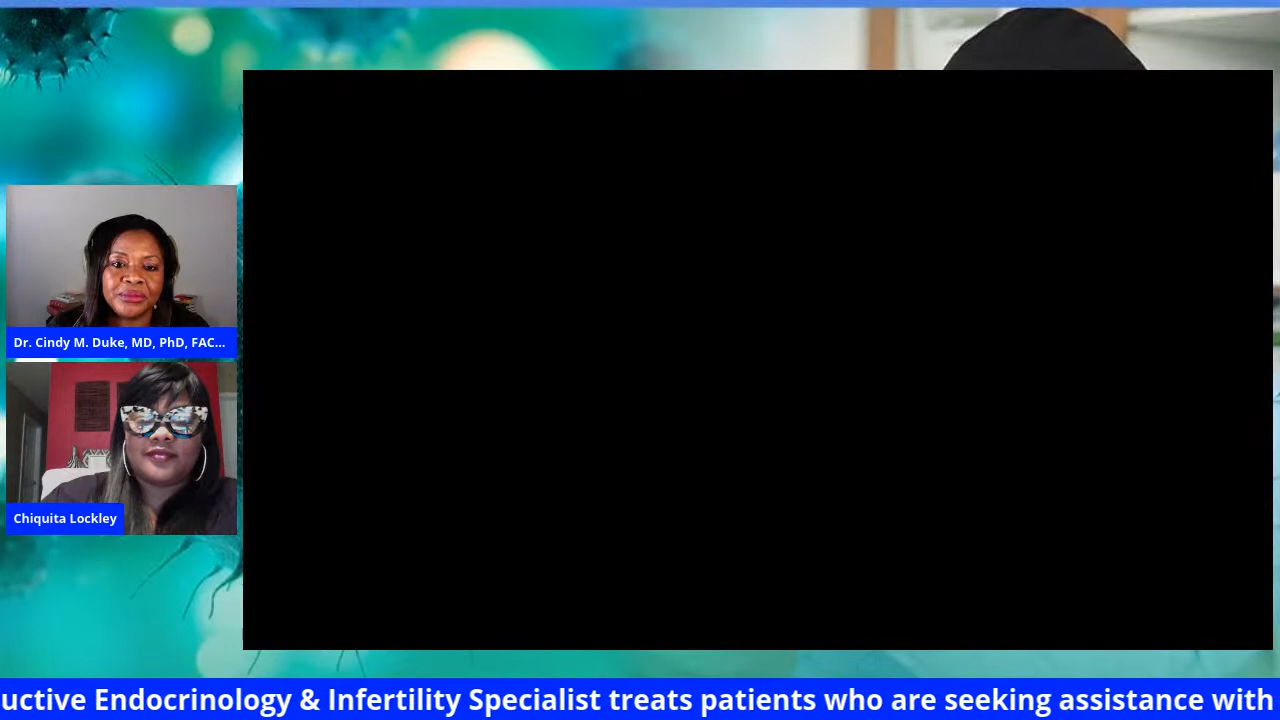 Dr. Cindy M. Duke, MD, PhD, FAC...
Chiquita Lockley
uctive Endocrinology & Infertility Specialist treats patients who are seeking assistance with